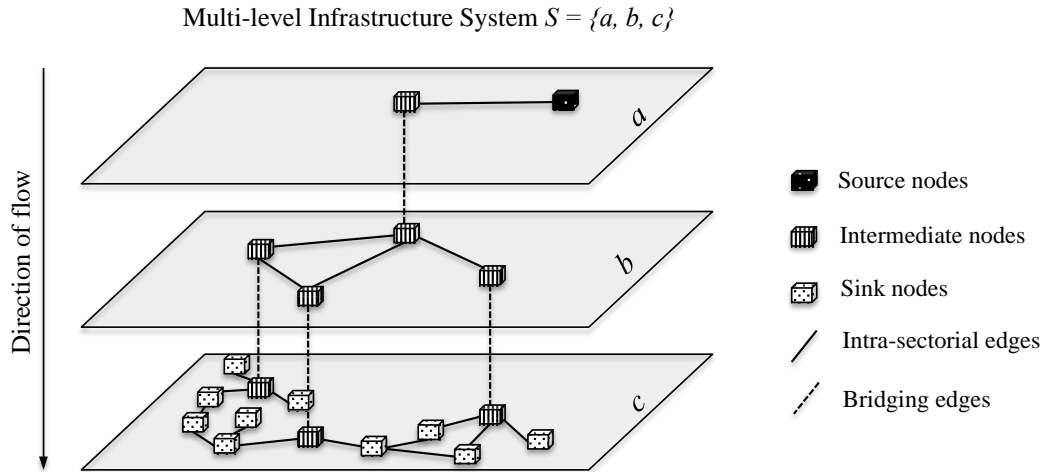 Multi-level Infrastructure System S = {a, b, c}
Direction of flow
a
b
c
Source nodes
Intermediate nodes
Sink nodes
Intra-sectorial edges
Bridging edges